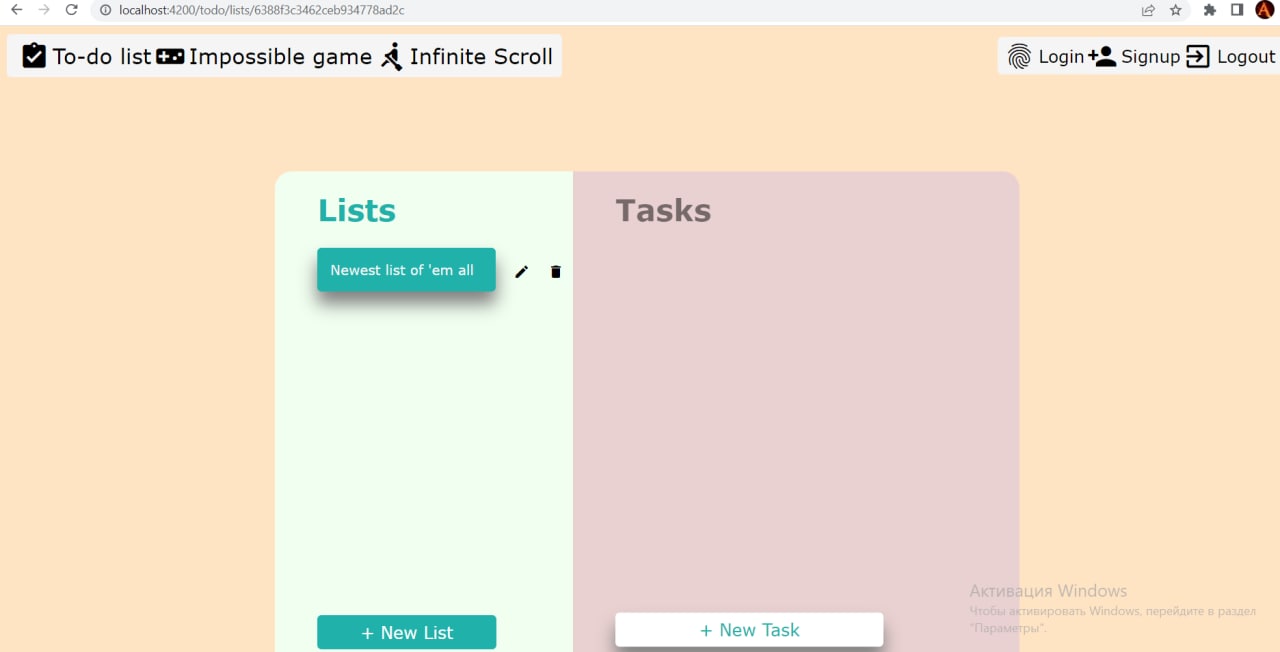 localhost:4200/todo/lists/6388f3c3462ceb934778ad2c
To-do list Impossible game Infinite Scroll
Login Signup Logout
Lists
Tasks
Newest list of 'em all
+ New List
+ New Task
Активация Windows
Чтобы активировать Windows, перейдите в раздел
"Параметры".